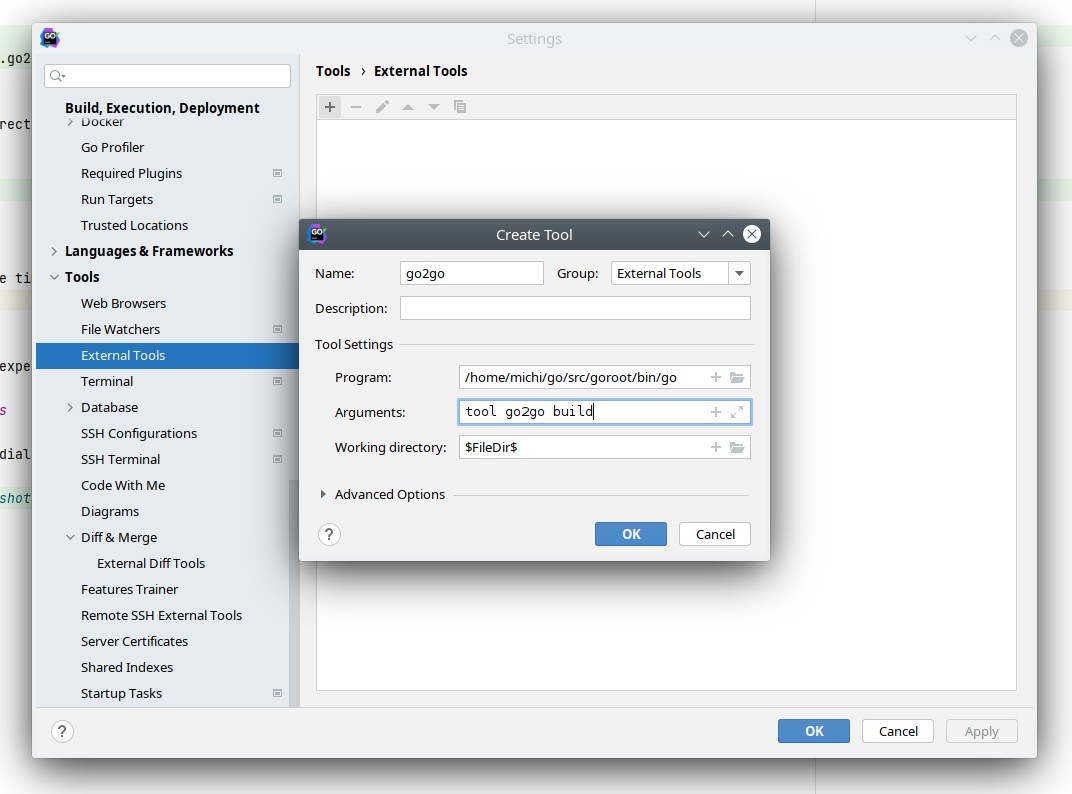 Settings
.go2
rect
e ti
expe
s
dial
shot
Build, Execution, Deployment
Docker
Go Profiler
Required Plugins
Run Targets
Trusted Locations
Languages & Frameworks
Tools
Web Browsers
File Watchers
External Tools
Terminal
Database
SSH Configurations
SSH Terminal
Code With Me
Diagrams
Diff & Merge
External Diff Tools
Features Trainer
Remote SSH External Tools
Server Certificates
Shared Indexes
Startup Tasks
Tools › External Tools
GO Create Tool
Name: go2go Group: External Tools
Description:
Tool Settings
Program: /home/michi/go/src/goroot/bin/go
Arguments: tool go2go build
Working directory: $FileDir$
Advanced Options
? OK Cancel
? OK Cancel Apply